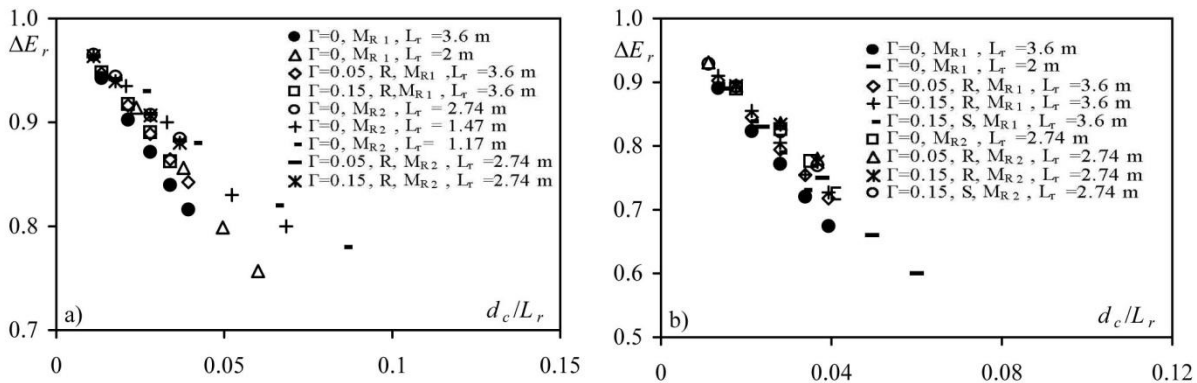 1.0
ΔE_r
0.9
0.8
0.7
0
0.05
0.1
0.15
a)
d_c/L_r
Γ=0, M_R1, L_r=3.6 m
Γ=0, M_R1, L_r=2 m
Γ=0.05, R, M_R1, L_r=3.6 m
Γ=0.15, R, M_R1, L_r=3.6 m
Γ=0, M_R2, L_r=2.74 m
Γ=0, M_R2, L_r= 1.47 m
Γ=0, M_R2, L_r= 1.17 m
Γ=0.05, R, M_R2, L_r=2.74 m
Γ=0.15, R, M_R2, L_r=2.74 m
1.0
ΔE_r
0.9
0.8
0.7
0.6
0.5
0
0.04
0.08
0.12
b)
d_c/L_r
Γ=0, M_R1, L_r=3.6 m
Γ=0, M_R1, L_r=2 m
Γ=0.05, R, M_R1, L_r=3.6 m
Γ=0.15, R, M_R1, L_r=3.6 m
Γ=0.15, S, M_R1, L_r=3.6 m
Γ=0, M_R2, L_r=2.74 m
Γ=0.05, R, M_R2, L_r=2.74 m
Γ=0.15, R, M_R2, L_r=2.74 m
Γ=0.15, S, M_R2, L_r=2.74 m